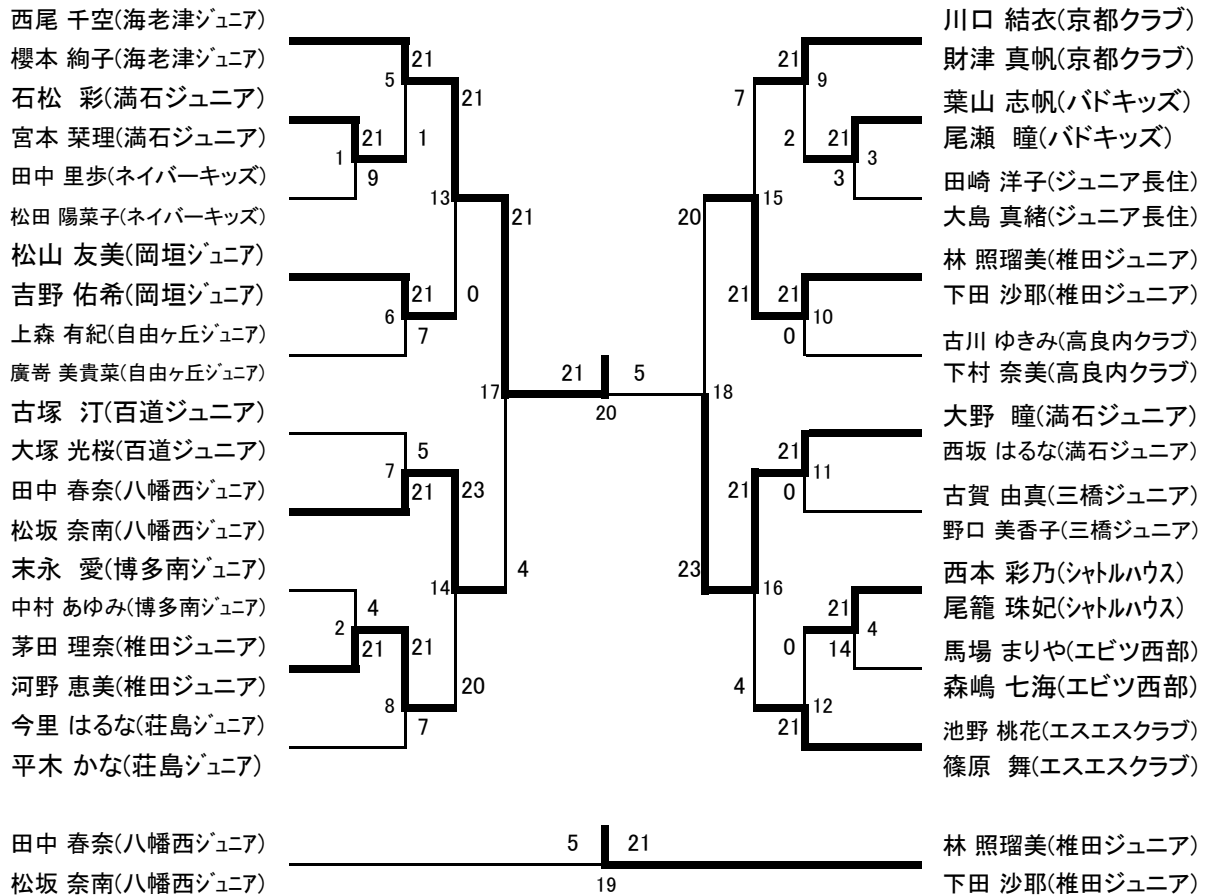 西尾 千空(海老津ｼﾞｭﾆｱ)
櫻本 絢子(海老津ｼﾞｭﾆｱ)
石松 彩(満石ジュニア)
宮本 栞理(満石ジュニア)
田中 里歩(ネイバーキッズ)
松田 陽菜子(ネイバーキッズ)
松山 友美(岡垣ｼﾞｭﾆｱ)
吉野 佑希(岡垣ｼﾞｭﾆｱ)
上森 有紀(自由ヶ丘ｼﾞｭﾆｱ)
廣嵜 美貴菜(自由ヶ丘ｼﾞｭﾆｱ)
古塚 汀(百道ジュニア)
大塚 光桜(百道ジュニア)
田中 春奈(八幡西ｼﾞｭﾆｱ)
松坂 奈南(八幡西ｼﾞｭﾆｱ)
末永 愛(博多南ｼﾞｭﾆｱ)
中村 あゆみ(博多南ｼﾞｭﾆｱ)
茅田 理奈(椎田ジュニア)
河野 恵美(椎田ジュニア)
今里 はるな(荘島ｼﾞｭﾆｱ)
平木 かな(荘島ｼﾞｭﾆｱ)
21
5
21
21
1
1
9
13
21
21
0
6
7
17
5
7
21
23
14
4
4
2
21
21
20
8
7
21
5
20
川口 結衣(京都クラブ)
財津 真帆(京都クラブ)
葉山 志帆(バドキッズ)
尾瀬 瞳(バドキッズ)
田崎 洋子(ジュニア長住)
大島 真緒(ジュニア長住)
林 照瑠美(椎田ジュニア)
下田 沙耶(椎田ジュニア)
古川 ゆきみ(高良内クラブ)
下村 奈美(高良内クラブ)
大野 瞳(満石ジュニア)
西坂 はるな(満石ジュニア)
古賀 由真(三橋ジュニア)
野口 美香子(三橋ジュニア)
西本 彩乃(ｼｬﾄﾙﾊｳｽ)
尾籠 珠妃(ｼｬﾄﾙﾊｳｽ)
馬場 まりや(エビツ西部)
森嶋 七海(エビツ西部)
池野 桃花(エスエスクラブ)
篠原 舞(エスエスクラブ)
21
9
7
2
21
3
3
15
20
21
21
10
0
18
21
11
21
0
23
16
21
0
4
14
4
12
21
田中 春奈(八幡西ｼﾞｭﾆｱ)
松坂 奈南(八幡西ｼﾞｭﾆｱ)
5
21
19
林 照瑠美(椎田ジュニア)
下田 沙耶(椎田ジュニア)